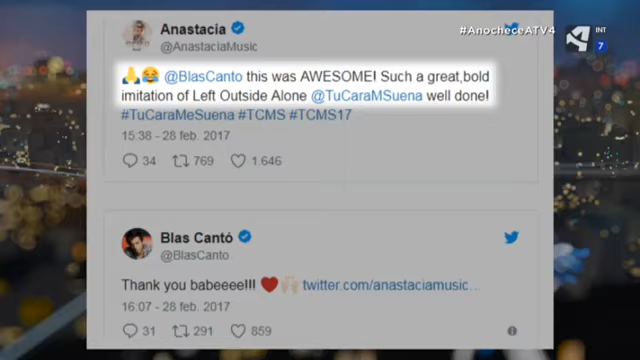 #AnocheceATV4
INT
7
Anastacia
@AnastaciaMusic
🙏😂 @BlasCanto this was AWESOME! Such a great,bold
imitation of Left Outside Alone @TuCaraMSuena well done!
#TuCaraMeSuena #TCMS #TCMS17
15:38 - 28 feb. 2017
34 769 1.646
Blas Cantó
@BlasCanto
Thank you babeeee!!! ❤️🙌🏻 twitter.com/anastaciamusic...
16:07 - 28 feb. 2017
31 291 859